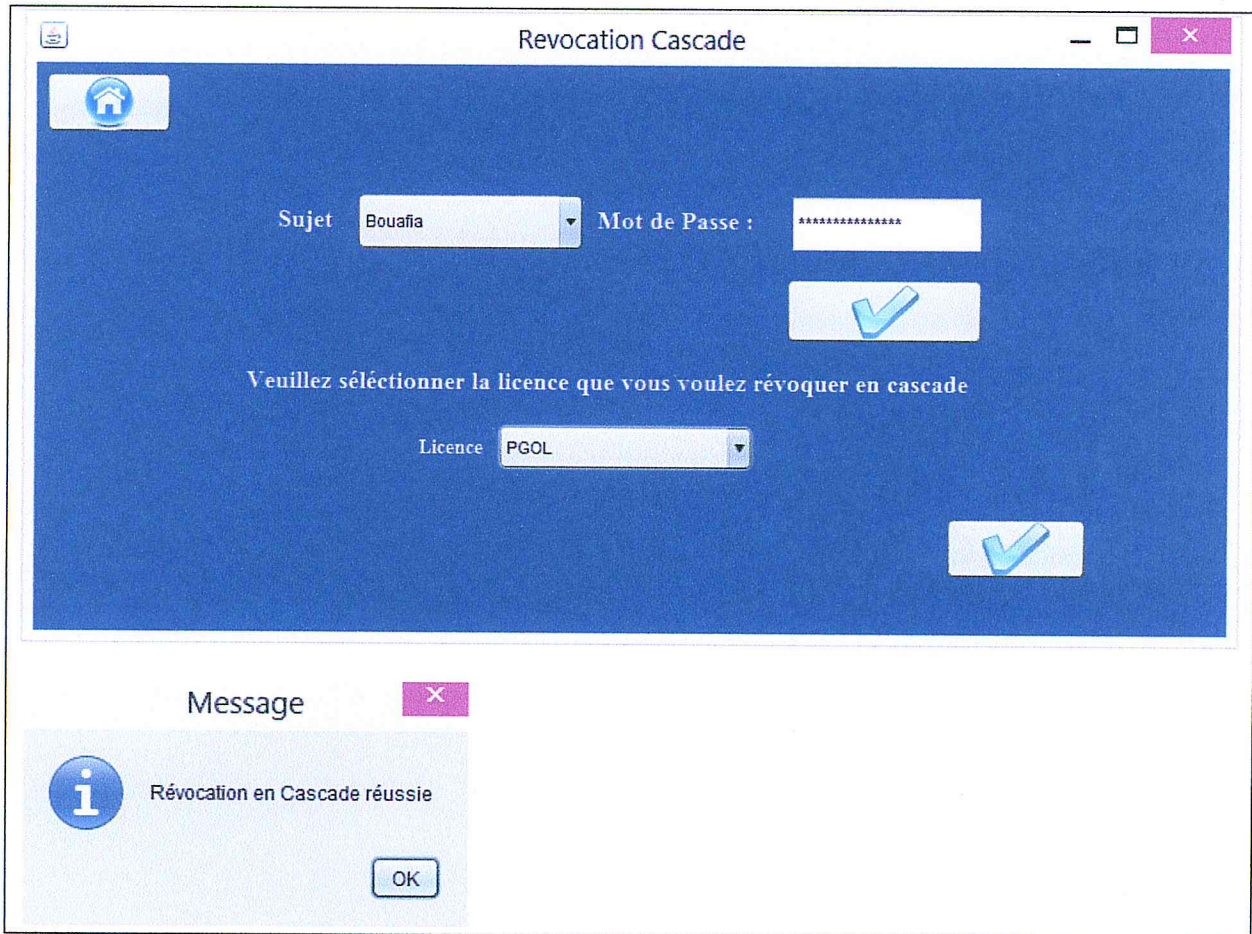 Revocation Cascade
Sujet Bouafia Mot de Passe : ***************
Veuillez séléctionner la licence que vous voulez révoquer en cascade
Licence PGOL
Message
Révocation en Cascade réussie
OK